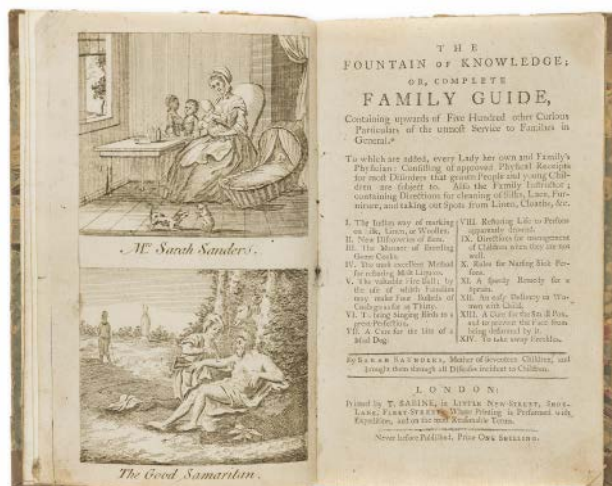 Mrs. Sarah Sanders.
The Good Samaritan.
THE
FOUNTAIN OF KNOWLEDGE;
OR, COMPLETE
FAMILY GUIDE,
Containing upwards of Five Hundred other Curious
Particulars of the utmost Service to Families in
General.
To which are added, every Lady her own and Family's
Physician: Consisting of approved Physical Receipts
for most Disorders that grown People and young Chil-
dren are subject to. Also the Family Instructor;
containing Directions for cleaning of Silks, Lace, Fur-
niture, and taking out Spots from Linen, Cloaths, &c.
I. The Indian way of marking
on Silk, Linen, or Woollen.
II. New Discoveries of
III. The Manner of
Green Geese.
IV. The most excellent Method
for restoring Malt Liquors.
V. The valuable Fire Ball; by
the use of which Families
may make Four Bushels of
Coals go as far as Thirty.
VI. To bring Singing Birds to a
great Perfection.
VII. A Cure for the bite of a
Mad Dog.
VIII. Restoring Life to Persons
apparently drowned.
IX. Directions for management
of Children when they are not
well.
X. Rules for Nursing Sick Per-
sons.
XI. A speedy Remedy for a
Sprain.
XII. An easy Delivery to Wo-
men with Child.
XIII. A Cure for the Small Pox,
and to prevent the Face from
being deformed by it.
XIV. To take away Freckles.
By SARAH SAUNDERS, Mother of Seventeen Children, and
brought them through all Diseases incident to Children.
LONDON:
Printed by T. SABINE, in LITTLE NEW-STREET, SHOE-
LANE, FLEET-STREET, Where Printing is Performed with
Expedition, and on the most Reasonable Terms.
Never before Published. Price ONE SHILLING.